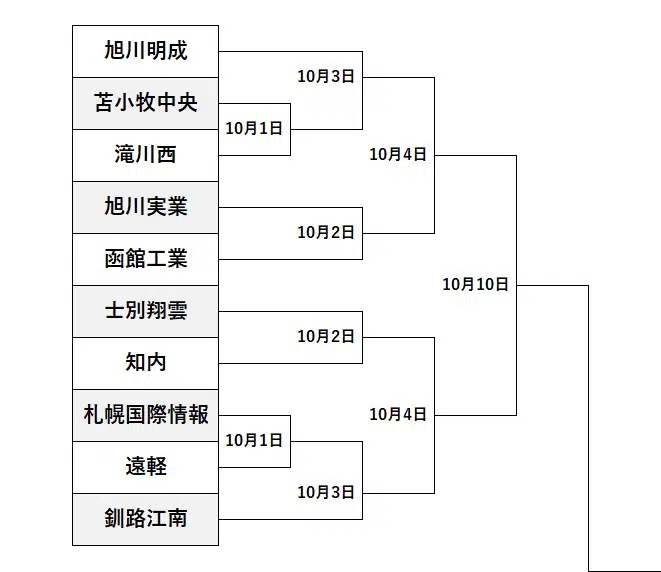 旭川明成
10月3日
苫小牧中央
10月1日
滝川西
10月4日
旭川実業
10月2日
函館工業
10月10日
士別翔雲
10月2日
知内
札幌国際情報
10月4日
10月1日
遠軽
10月3日
釧路江南